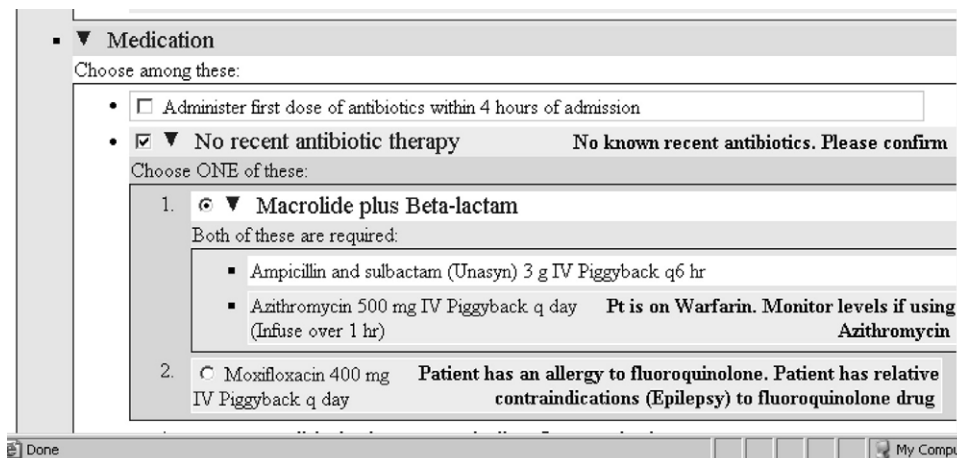 Medication
Choose among these:
Administer first dose of antibiotics within 4 hours of admission
No recent antibiotic therapy No known recent antibiotics. Please confirm
Choose ONE of these:
1. Macrolide plus Beta-lactam
Both of these are required:
Ampicillin and sulbactam (Unasyn) 3 g IV Piggyback q6 hr
Azithromycin 500 mg IV Piggyback q day Pt is on Warfarin. Monitor levels if using
(Infuse over 1 hr) Azithromycin
2. Moxifloxacin 400 mg Patient has an allergy to fluoroquinolone. Patient has relative
IV Piggyback q day contraindications (Epilepsy) to fluoroquinolone drug
Done My Compu